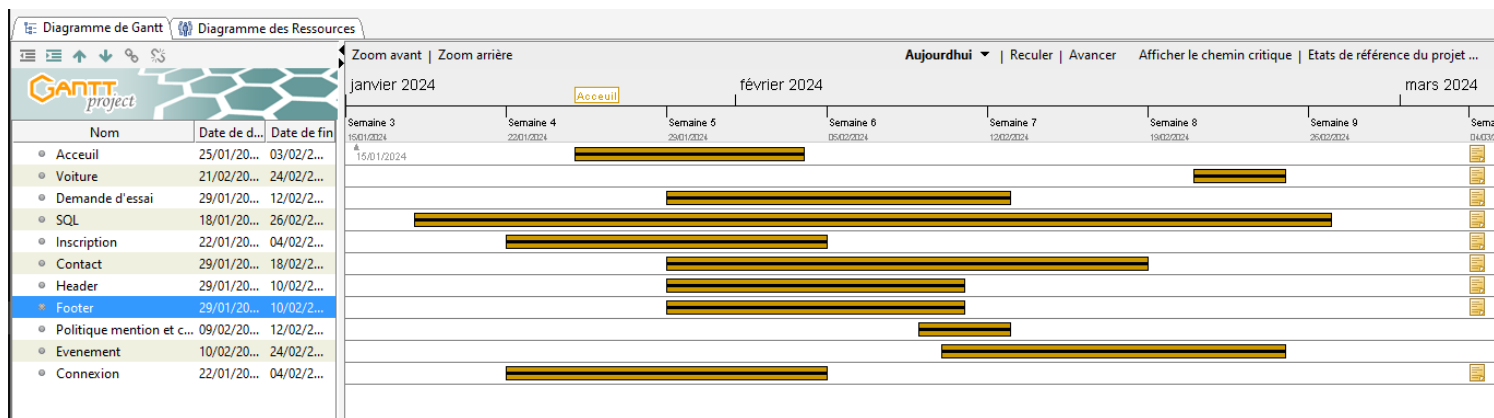 Diagramme de Gantt Diagramme des Ressources
Zoom avant | Zoom arrière Aujourdhui | Reculer | Avancer Afficher le chemin critique | Etats de référence du projet ...
GANTT project
janvier 2024 février 2024 mars 2024
Acceuil
Nom Date de d... Date de fin
Semaine 3 Semaine 4 Semaine 5 Semaine 6 Semaine 7 Semaine 8 Semaine 9 Sema
15/01/2024 22/01/2024 29/01/2024 05/02/2024 12/02/2024 19/02/2024 26/02/2024 04/03/
Acceuil 25/01/20... 03/02/2...
15/01/2024
Voiture 21/02/20... 24/02/2...
Demande d'essai 29/01/20... 12/02/2...
SQL 18/01/20... 26/02/2...
Inscription 22/01/20... 04/02/2...
Contact 29/01/20... 18/02/2...
Header 29/01/20... 10/02/2...
Footer 29/01/20... 10/02/2...
Politique mention et c... 09/02/20... 12/02/2...
Evenement 10/02/20... 24/02/2...
Connexion 22/01/20... 04/02/2...